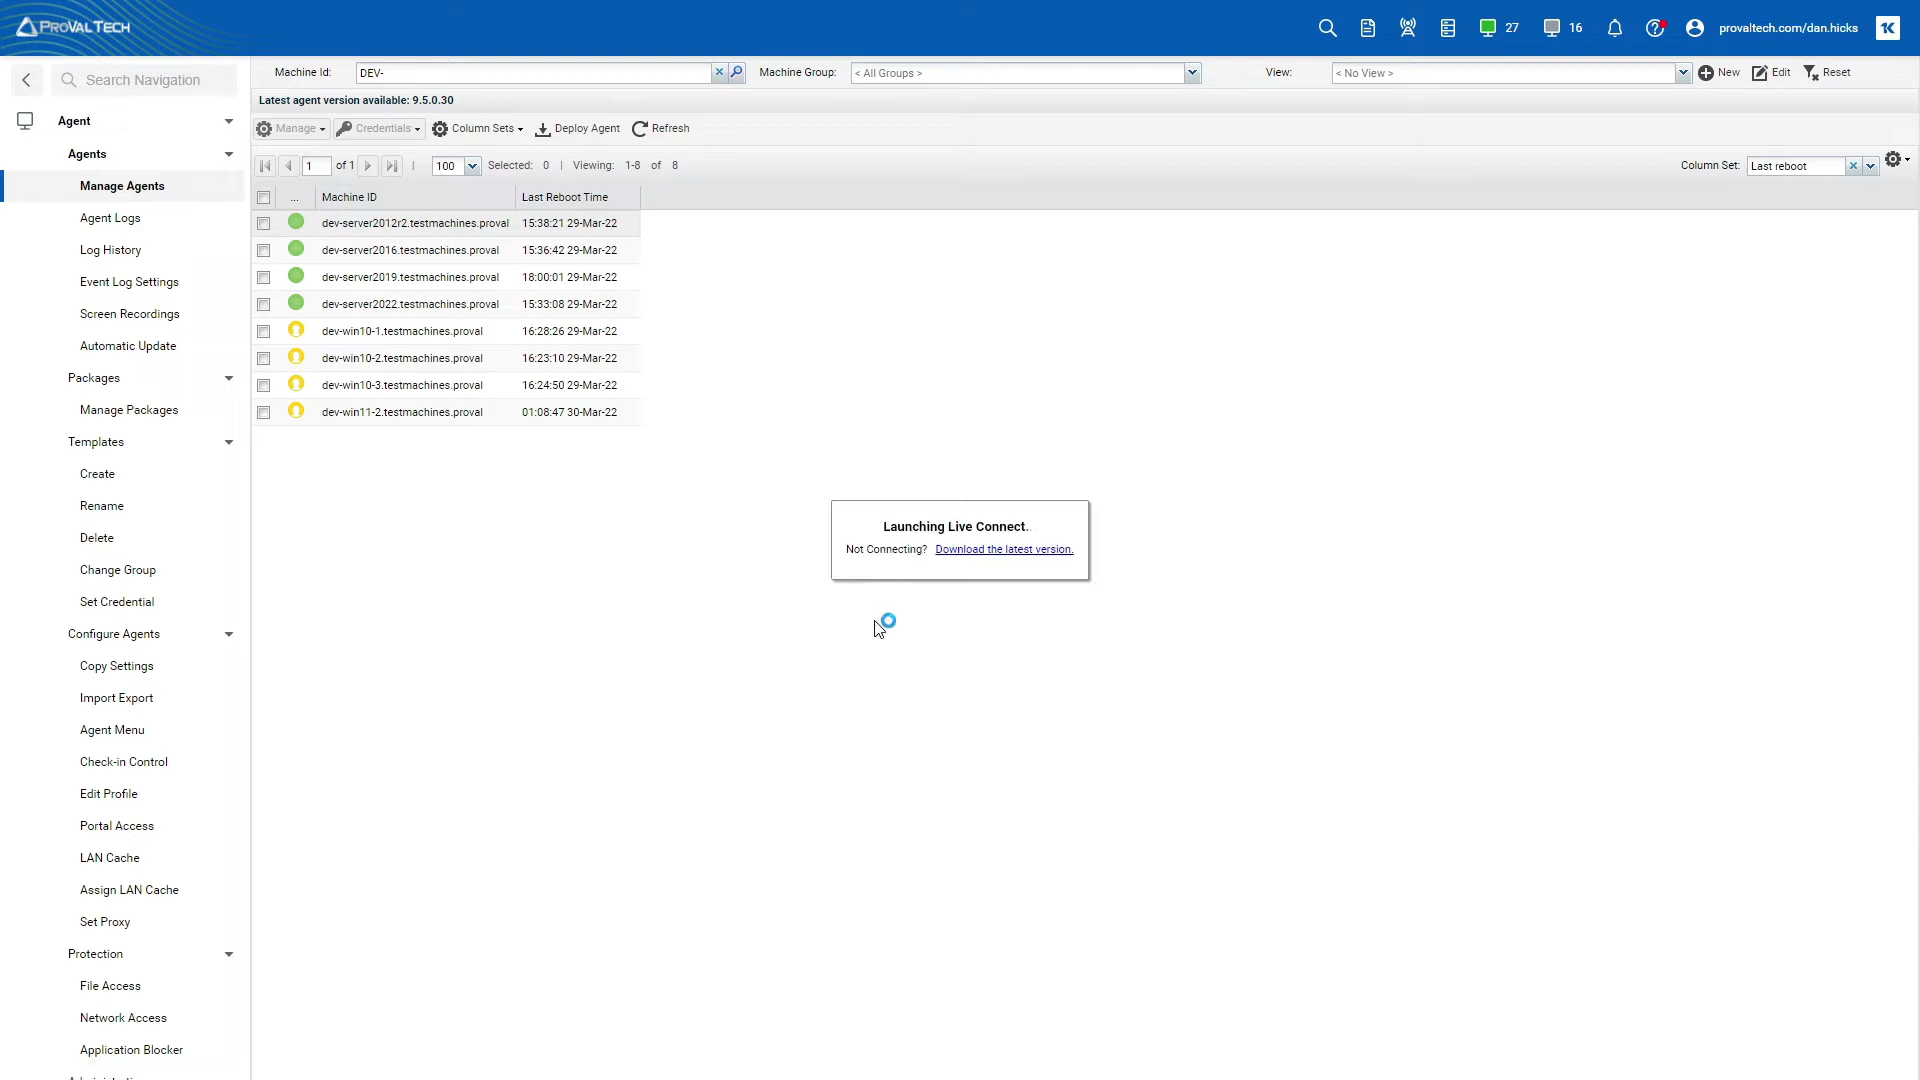 PROVALTECH
27
16
provaltech.com/dan.hicks
Search Navigation
Machine Id:
DEV-
Machine Group:
< All Groups >
View:
< No View >
New
Edit
Reset
Latest agent version available: 9.5.0.30
Manage
Credentials
Column Sets
Deploy Agent
Refresh
1
of 1
100
Selected: 0 | Viewing: 1-8 of 8
Column Set:
Last reboot
... Machine ID Last Reboot Time
dev-server2012r2.testmachines.proval 15:38:21 29-Mar-22
dev-server2016.testmachines.proval 15:36:42 29-Mar-22
dev-server2019.testmachines.proval 18:00:01 29-Mar-22
dev-server2022.testmachines.proval 15:33:08 29-Mar-22
dev-win10-1.testmachines.proval 16:28:26 29-Mar-22
dev-win10-2.testmachines.proval 16:23:10 29-Mar-22
dev-win10-3.testmachines.proval 16:24:50 29-Mar-22
dev-win11-2.testmachines.proval 01:08:47 30-Mar-22
Launching Live Connect.
Not Connecting? Download the latest version.
Agent
Agents
Manage Agents
Agent Logs
Log History
Event Log Settings
Screen Recordings
Automatic Update
Packages
Manage Packages
Templates
Create
Rename
Delete
Change Group
Set Credential
Configure Agents
Copy Settings
Import Export
Agent Menu
Check-in Control
Edit Profile
Portal Access
LAN Cache
Assign LAN Cache
Set Proxy
Protection
File Access
Network Access
Application Blocker